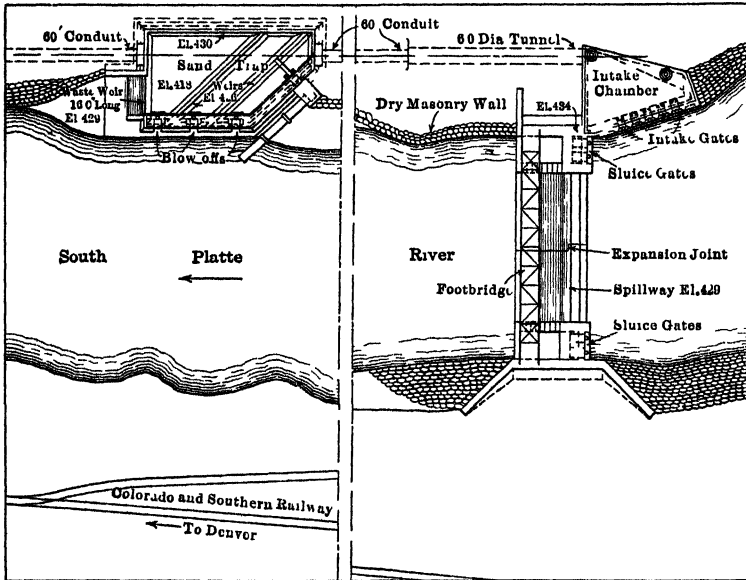 60″ Conduit
El.430
Sand Trap
El.418
Weirs
Waste Weir
160'Long
El 429
Blow offs
60 Conduit
60 Dia Tunnel
Intake
Chamber
El.434
Dry Masonry Wall
Intake Gates
Sluice Gates
South Platte River
Expansion Joint
Footbridge
Spillway El.429
Sluice Gates
Colorado and Southern Railway
To Denver